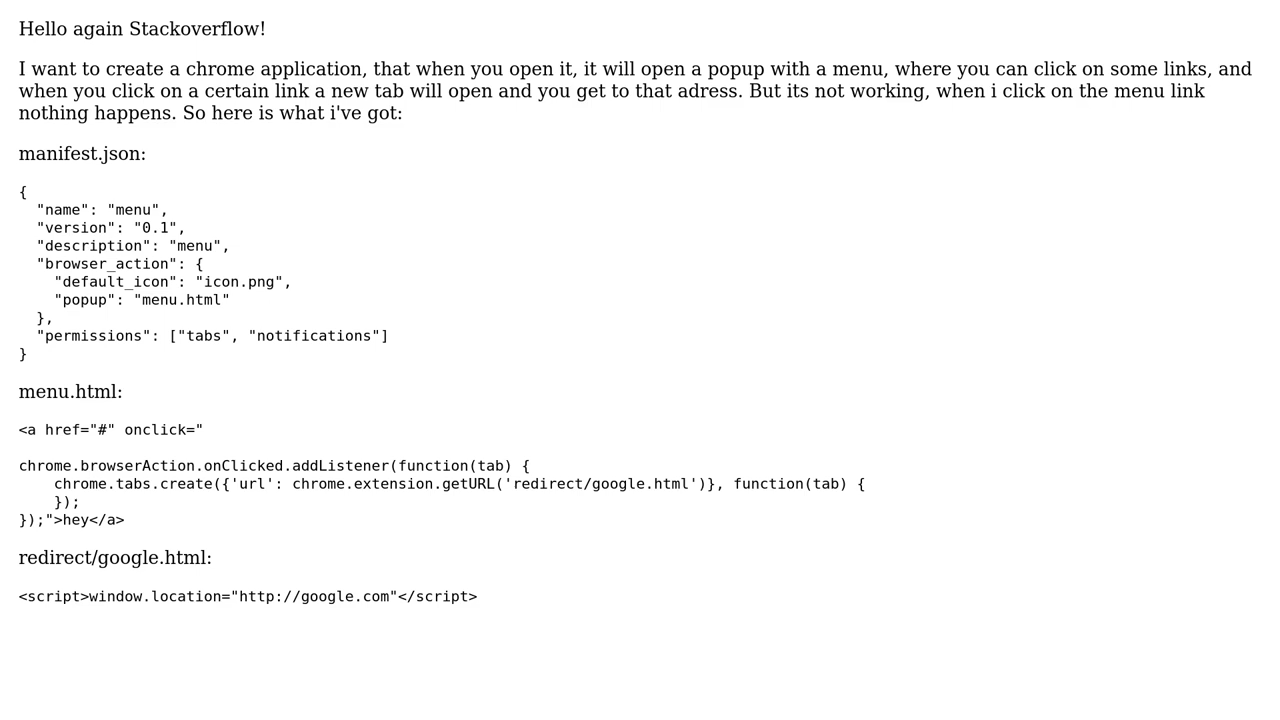 Hello again Stackoverflow!
I want to create a chrome application, that when you open it, it will open a popup with a menu, where you can click on some links, and
when you click on a certain link a new tab will open and you get to that adress. But its not working, when i click on the menu link
nothing happens. So here is what i've got:
manifest.json:
{
  "name": "menu",
  "version": "0.1",
  "description": "menu",
  "browser_action": {
    "default_icon": "icon.png",
    "popup": "menu.html"
  },
  "permissions": ["tabs", "notifications"]
}
menu.html:
<a href="#" onclick="
chrome.browserAction.onClicked.addListener(function(tab) {
    chrome.tabs.create({'url': chrome.extension.getURL('redirect/google.html')}, function(tab) {
    });
});">hey</a>
redirect/google.html:
<script>window.location="http://google.com"</script>